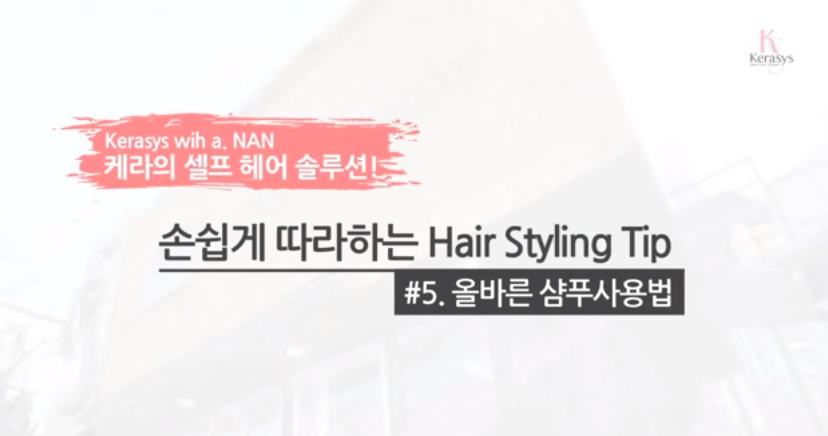 Kerasys
Kerasys wih a. NAN
케라의 셀프 헤어 솔루션!
손쉽게 따라하는 Hair Styling Tip
#5. 올바른 샴푸사용법